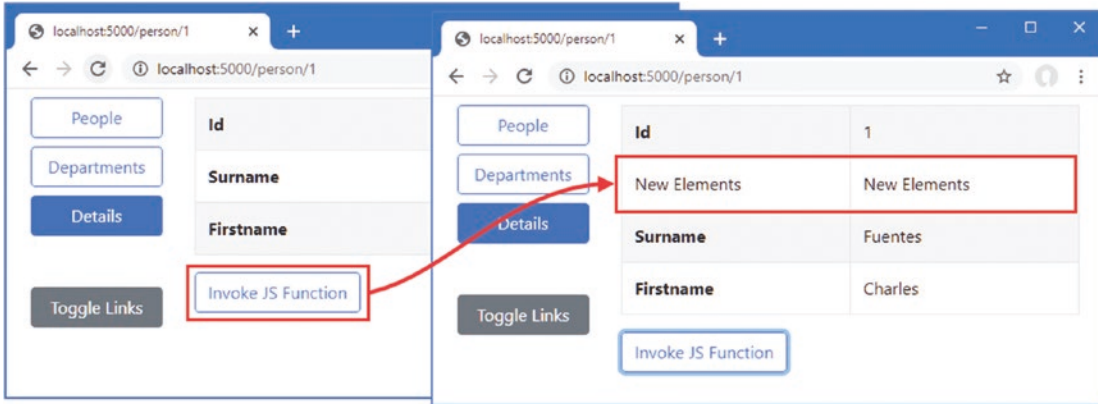 localhost:5000/person/1
localhost:5000/person/1
People
Id
Departments
Surname
Details
Firstname
Invoke JS Function
Toggle Links
localhost:5000/person/1
localhost:5000/person/1
People
Id 1
Departments
New Elements New Elements
Details
Surname Fuentes
Firstname Charles
Toggle Links
Invoke JS Function